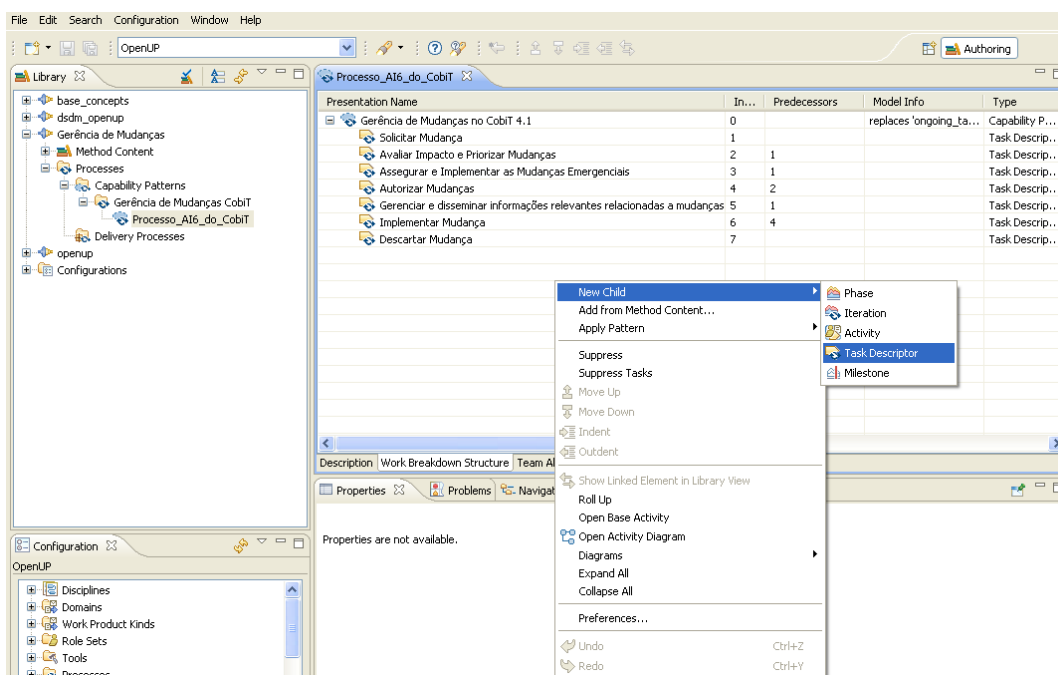 File Edit Search Configuration Window Help
OpenUP
Authoring
Library
base_concepts
dsdm_openup
Gerência de Mudanças
Method Content
Processes
Capability Patterns
Gerência de Mudanças CobiT
Processo_AI6_do_CobiT
Delivery Processes
openup
Configurations
Processo_AI6_do_CobiT
Presentation Name In... Predecessors Model Info Type
Gerência de Mudanças no CobiT 4.1 0 replaces 'ongoing_ta... Capability P...
Solicitar Mudança 1 Task Descrip...
Avaliar Impacto e Priorizar Mudanças 2 1 Task Descrip...
Assegurar e Implementar as Mudanças Emergenciais 3 1 Task Descrip...
Autorizar Mudanças 4 2 Task Descrip...
Gerenciar e disseminar informações relevantes relacionadas a mudanças 5 1 Task Descrip...
Implementar Mudança 6 4 Task Descrip...
Descartar Mudança 7 Task Descrip...
New Child
Add from Method Content...
Apply Pattern
Suppress
Suppress Tasks
Move Up
Move Down
Indent
Outdent
Show Linked Element in Library View
Roll Up
Open Base Activity
Open Activity Diagram
Diagrams
Expand All
Collapse All
Preferences...
Undo Ctrl+Z
Redo Ctrl+Y
Phase
Iteration
Activity
Task Descriptor
Milestone
Description Work Breakdown Structure Team Al
Properties Problems Navigat
Properties are not available.
Configuration
OpenUP
Disciplines
Domains
Work Product Kinds
Role Sets
Tools
Processes